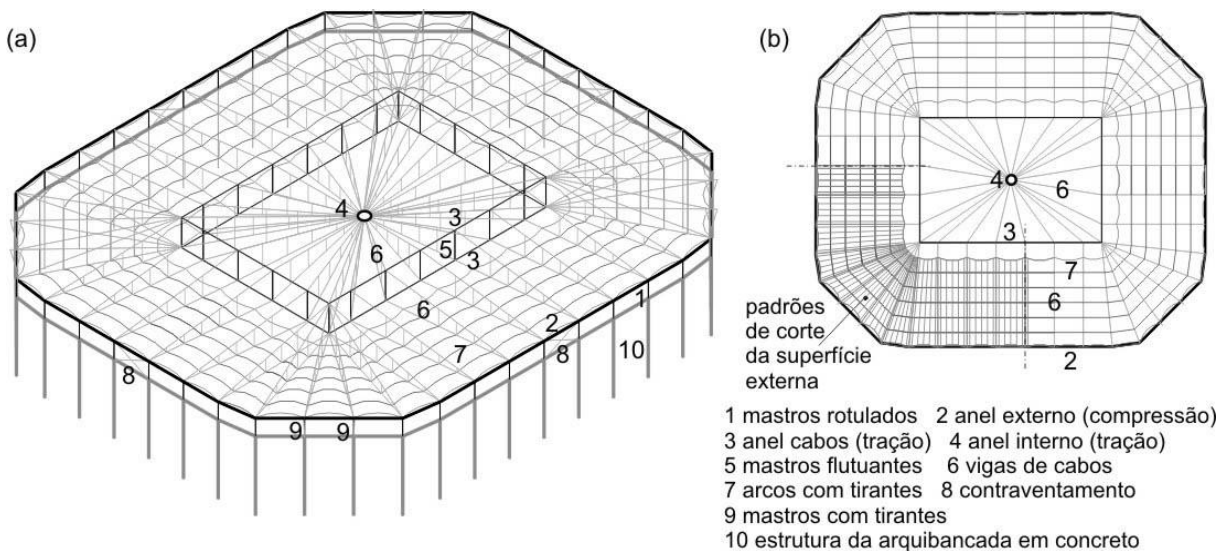 (a)
(b)
4
3
5
3
6
6
1
2
8
10
7
8
9 9
4
6
3
7
6
2
padrões
de corte
da superfície
externa
1 mastros rotulados 2 anel externo (compressão)
3 anel cabos (tração) 4 anel interno (tração)
5 mastros flutuantes 6 vigas de cabos
7 arcos com tirantes 8 contraventamento
9 mastros com tirantes
10 estrutura da arquibancada em concreto